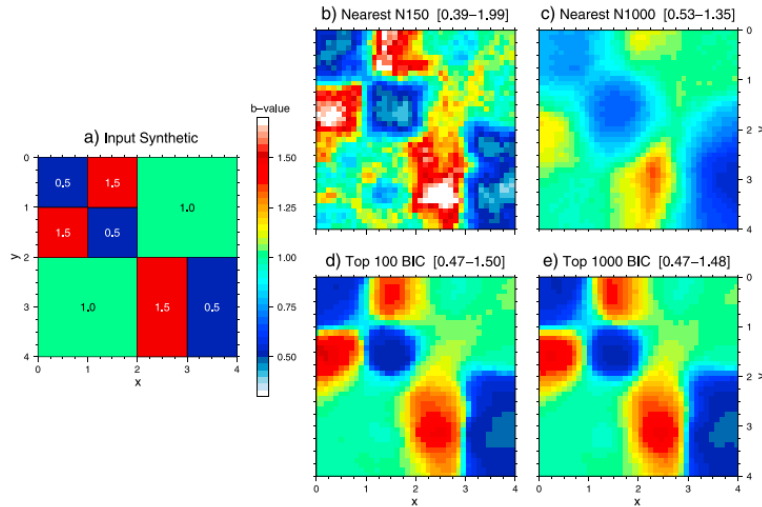 b) Nearest N150 [0.39−1.99]
c) Nearest N1000 [0.53−1.35]
b−value
a) Input Synthetic
0 1 2 3 4
0.5 1.5 1.0
1.5 0.5
1.0 1.5 0.5
0 1 2 3 4
x
y
1.50
1.25
1.00
0.75
0.50
0 1 2 3 4
y
d) Top 100 BIC [0.47−1.50]
e) Top 1000 BIC [0.47−1.48]
0 1 2 3 4
x
0 1 2 3 4
x
0 1 2 3 4
y